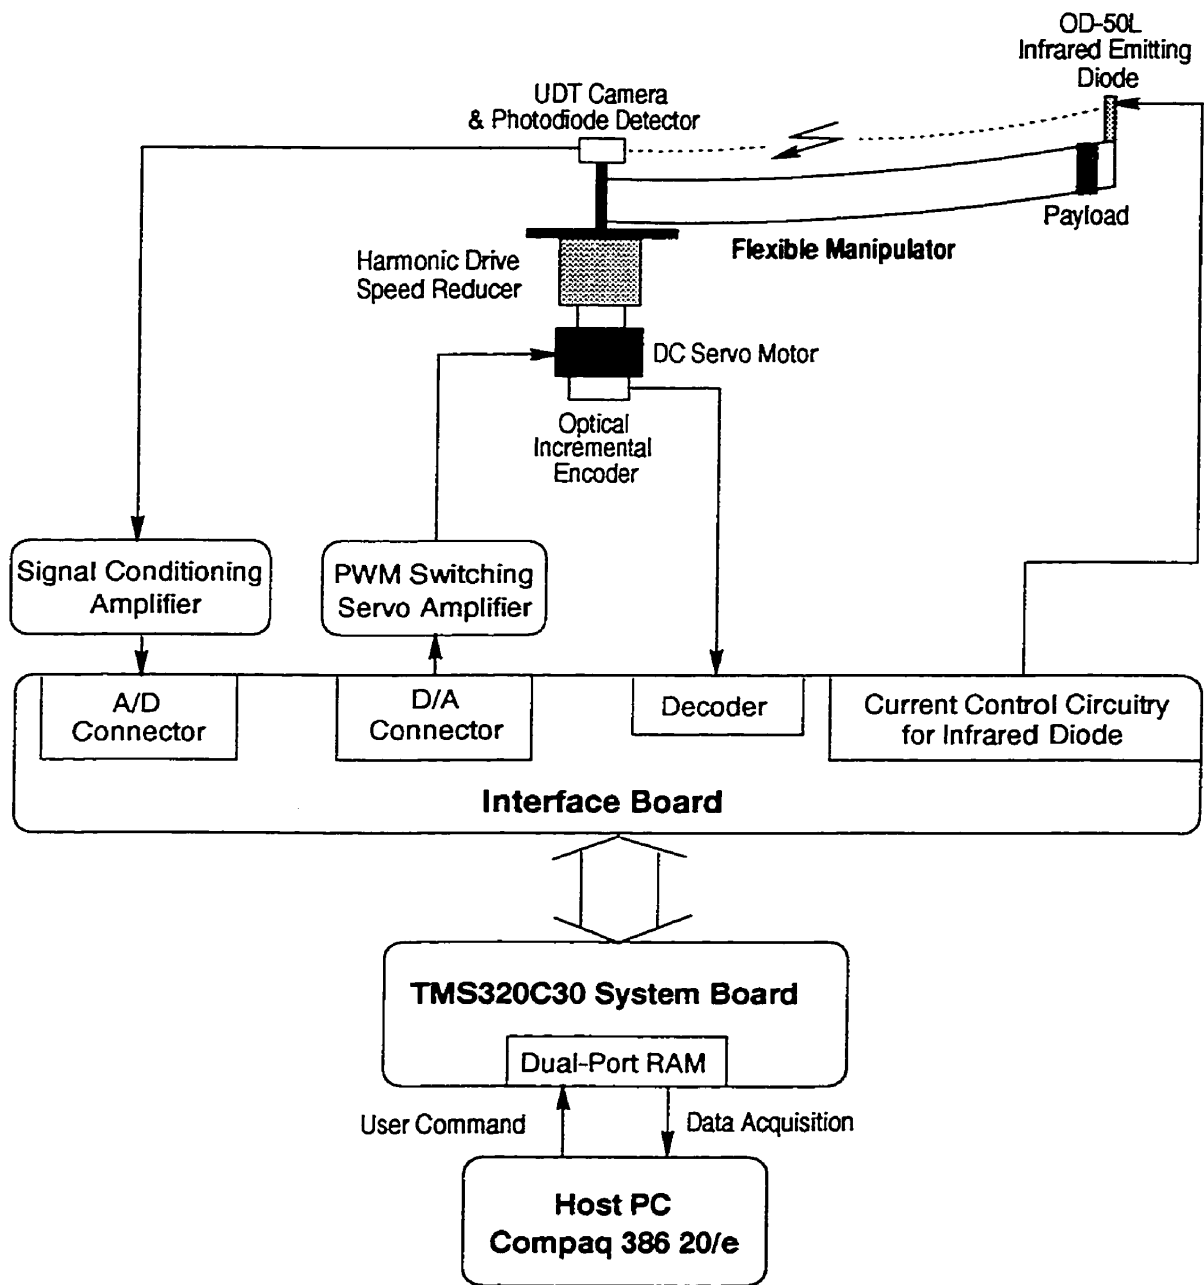 OD-50L
Infrared Emitting
Diode
UDT Camera
& Photodiode Detector
Payload
Flexible Manipulator
Harmonic Drive
Speed Reducer
DC Servo Motor
Optical
Incremental
Encoder
Signal Conditioning
Amplifier
PWM Switching
Servo Amplifier
A/D
Connector
D/A
Connector
Decoder
Current Control Circuitry
for Infrared Diode
Interface Board
TMS320C30 System Board
Dual-Port RAM
User Command
Data Acquisition
Host PC
Compaq 386 20/e